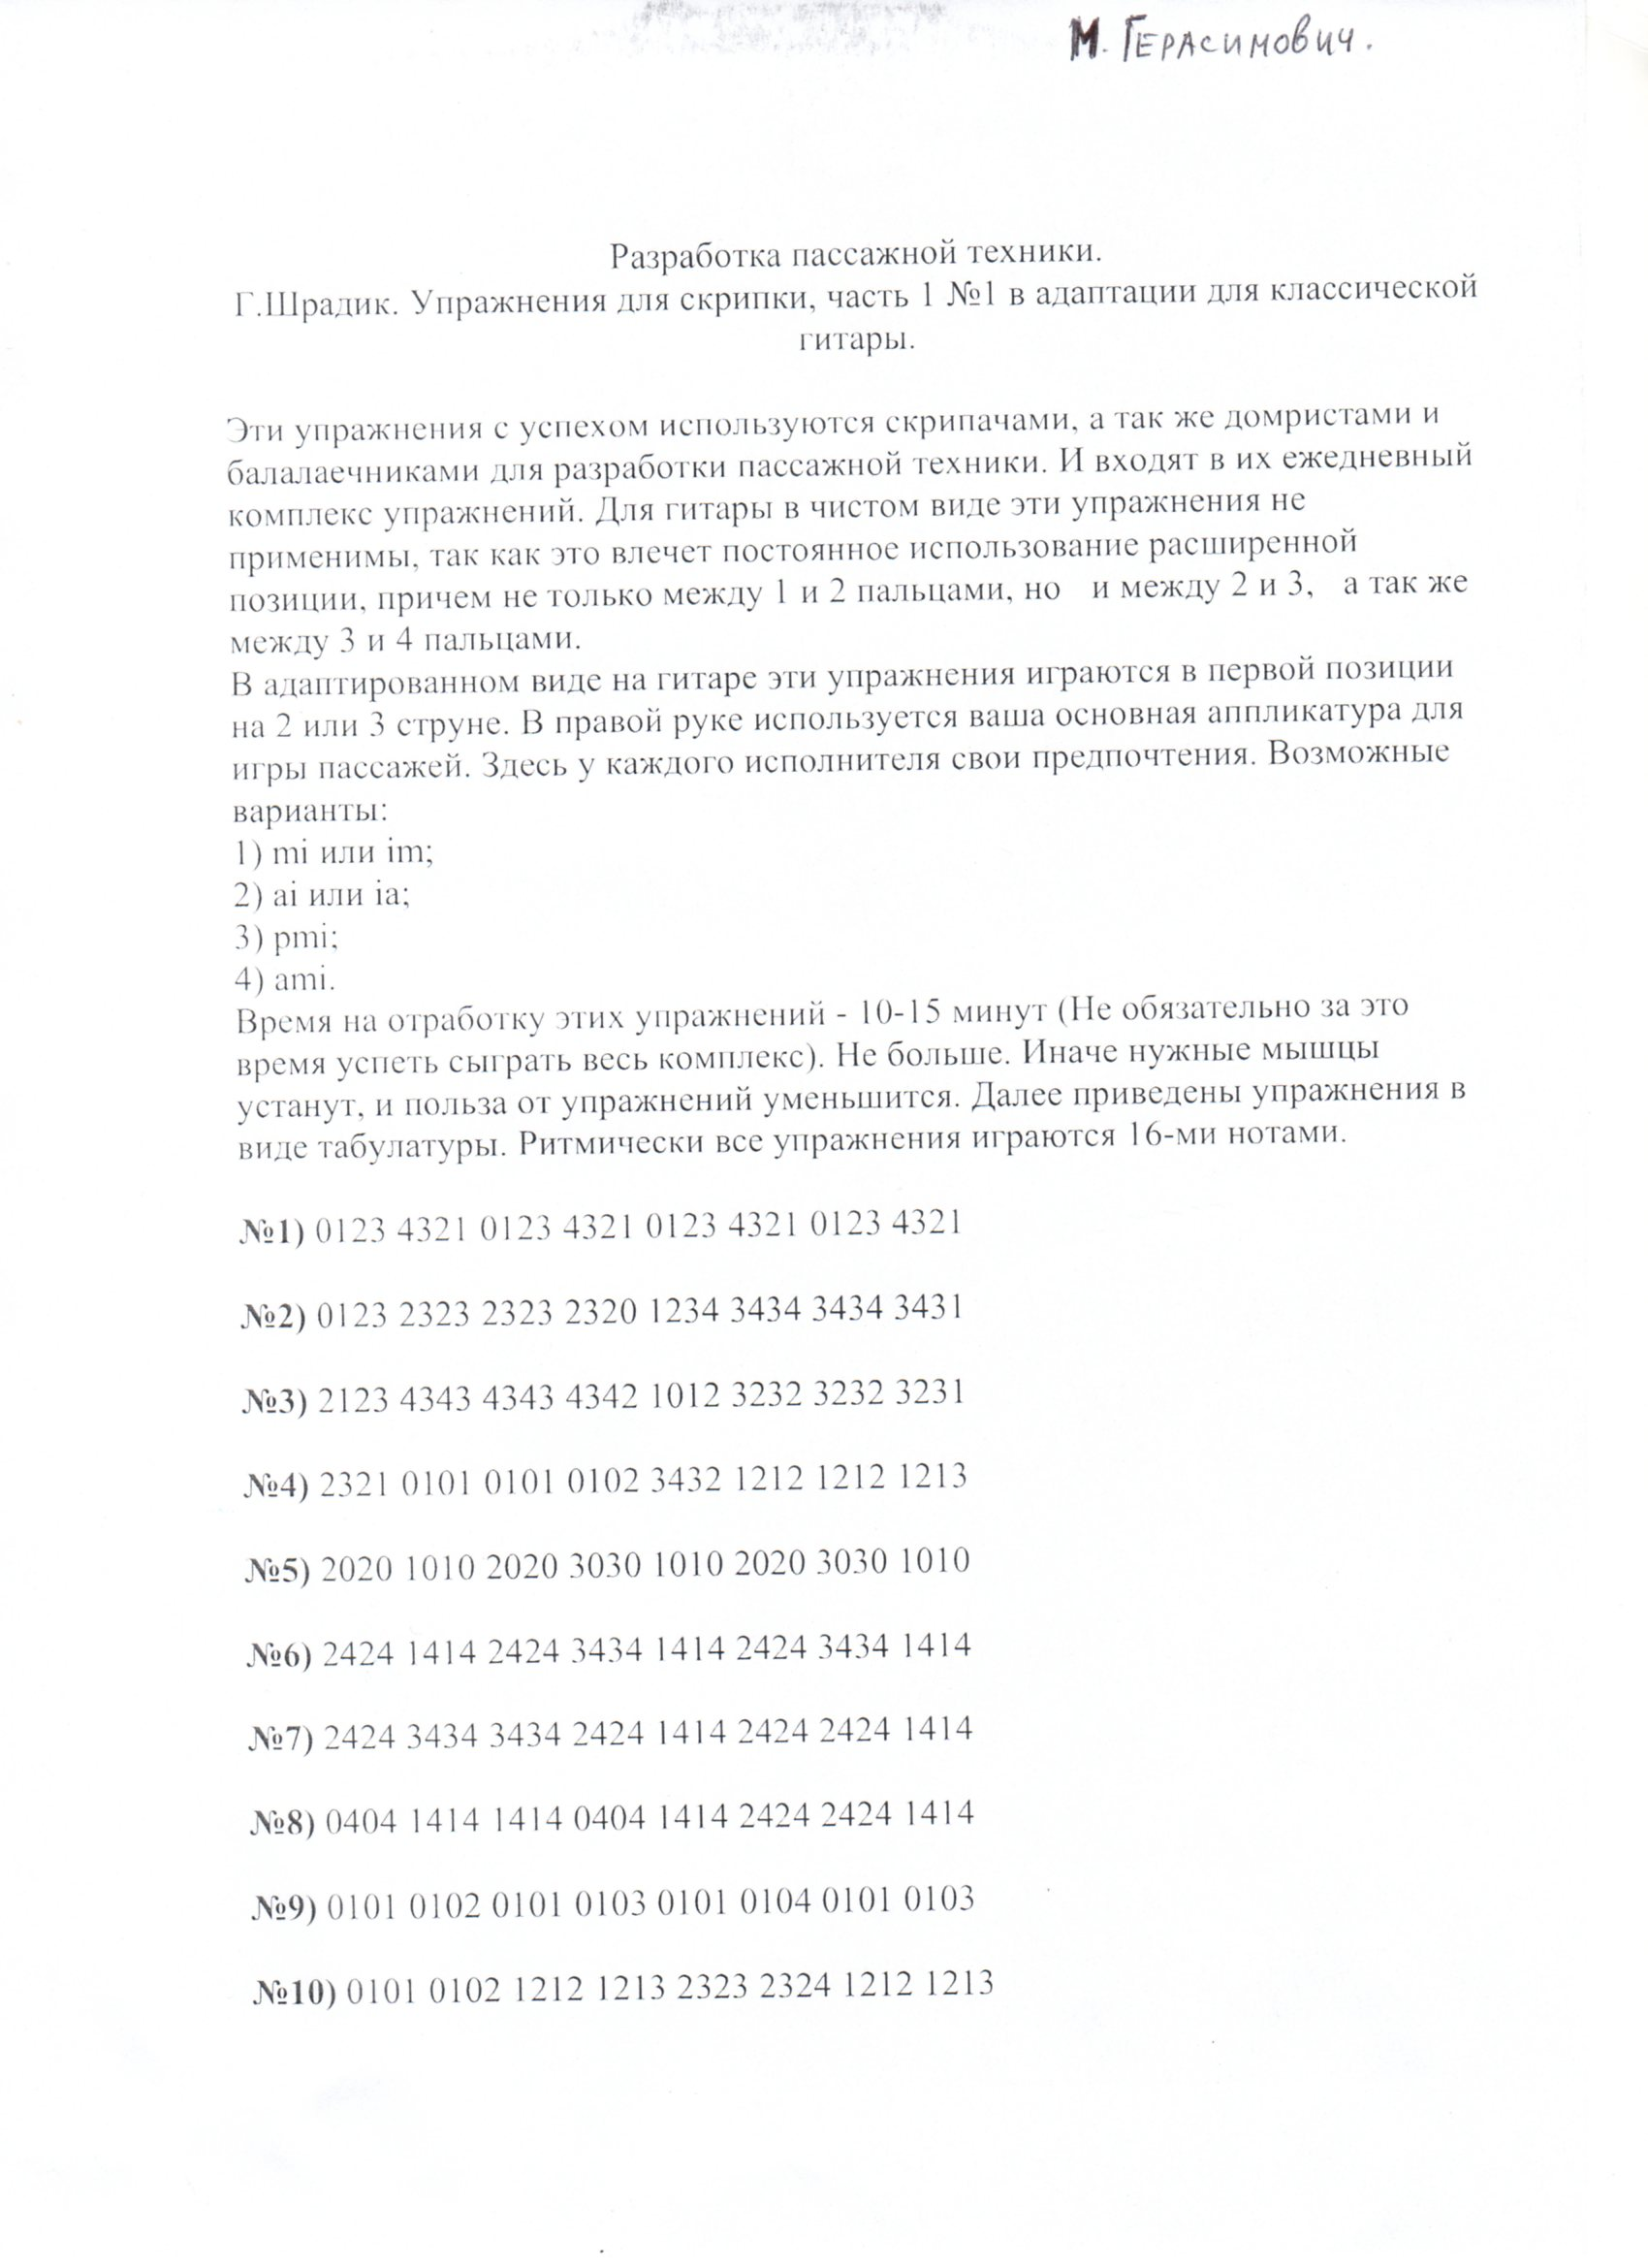 М. Герасимович.
Разработка пассажной техники.
Г.Шрадик. Упражнения для скрипки, часть 1 №1 в адаптации для классической
гитары.
Эти упражнения с успехом используются скрипачами, а так же домристами и
балалаечниками для разработки пассажной техники. И входят в их ежедневный
комплекс упражнений. Для гитары в чистом виде эти упражнения не
применимы, так как это влечет постоянное использование расширенной
позиции, причем не только между 1 и 2 пальцами, но   и между 2 и 3,   а так же
между 3 и 4 пальцами.
В адаптированном виде на гитаре эти упражнения играются в первой позиции
на 2 или 3 струне. В правой руке используется ваша основная аппликатура для
игры пассажей. Здесь у каждого исполнителя свои предпочтения. Возможные
варианты:
1) mi или im;
2) ai или ia;
3) pmi;
4) ami.
Время на отработку этих упражнений - 10-15 минут (Не обязательно за это
время успеть сыграть весь комплекс). Не больше. Иначе нужные мышцы
устанут, и польза от упражнений уменьшится. Далее приведены упражнения в
виде табулатуры. Ритмически все упражнения играются 16-ми нотами.
№1) 0123 4321 0123 4321 0123 4321 0123 4321
№2) 0123 2323 2323 2320 1234 3434 3434 3431
№3) 2123 4343 4343 4342 1012 3232 3232 3231
№4) 2321 0101 0101 0102 3432 1212 1212 1213
№5) 2020 1010 2020 3030 1010 2020 3030 1010
№6) 2424 1414 2424 3434 1414 2424 3434 1414
№7) 2424 3434 3434 2424 1414 2424 2424 1414
№8) 0404 1414 1414 0404 1414 2424 2424 1414
№9) 0101 0102 0101 0103 0101 0104 0101 0103
№10) 0101 0102 1212 1213 2323 2324 1212 1213